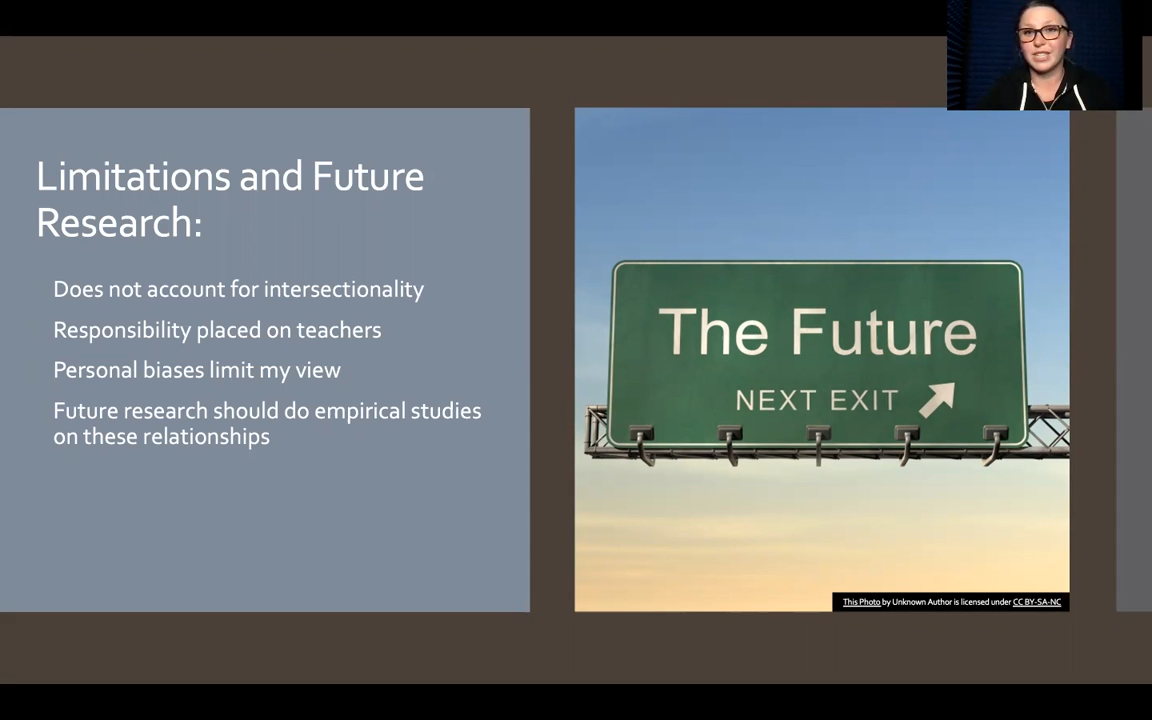 Limitations and Future
Research:
Does not account for intersectionality
Responsibility placed on teachers
Personal biases limit my view
Future research should do empirical studies
on these relationships
The Future
NEXT EXIT
This Photo by Unknown Author is licensed under CC BY-SA-NC